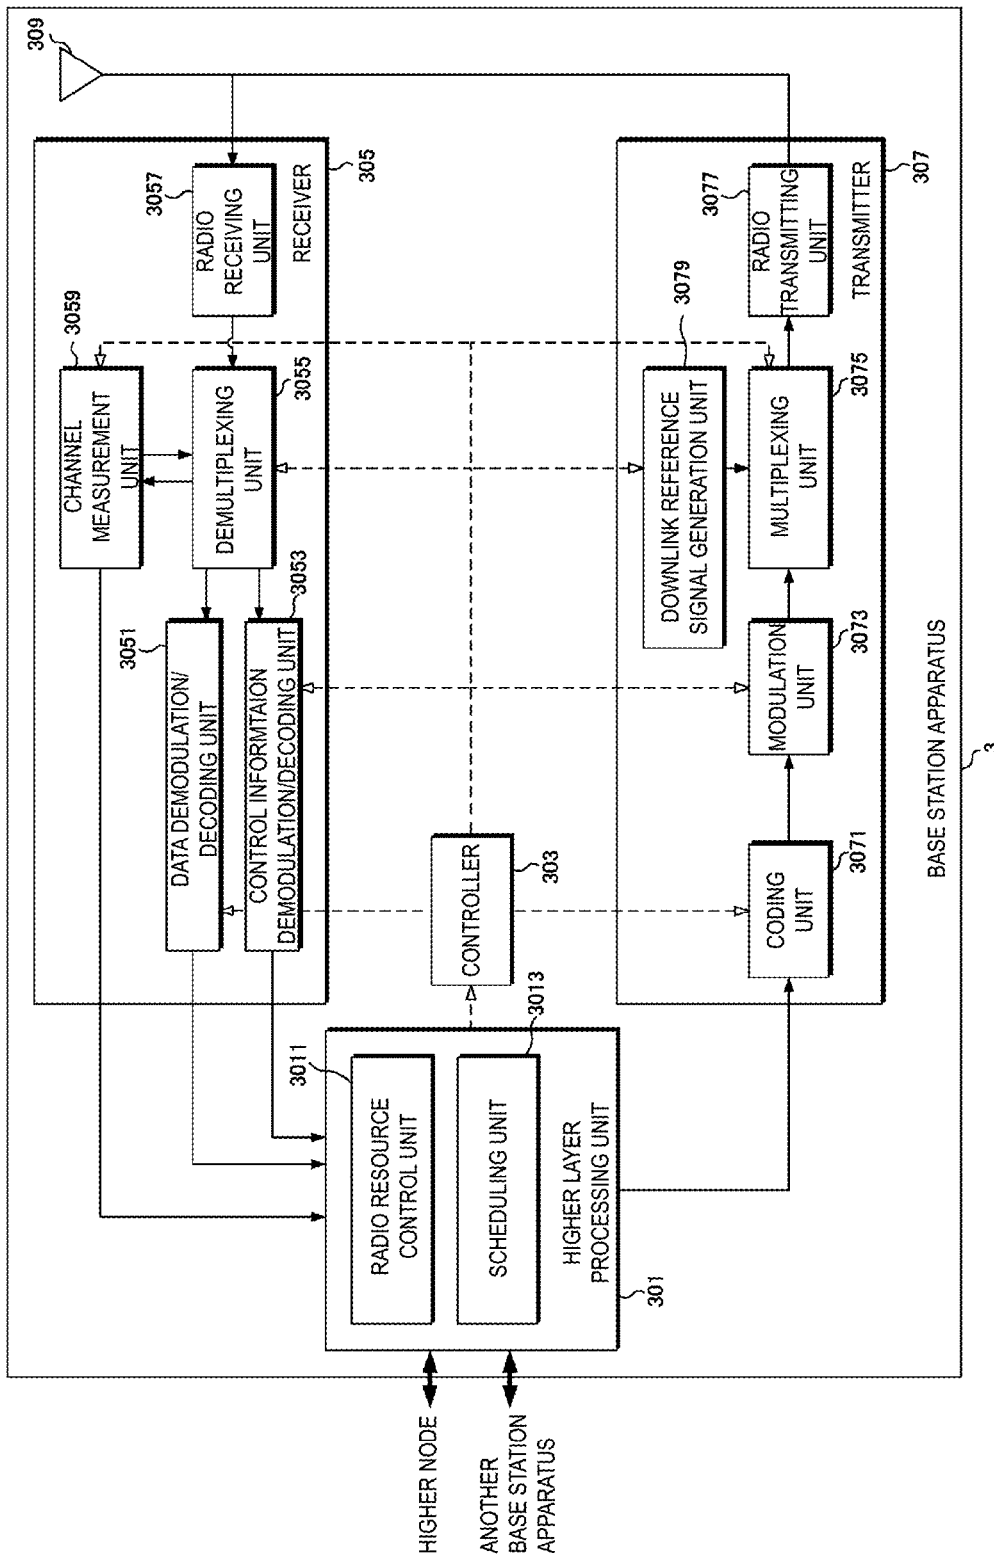 309
3057
RADIO
RECEIVING
UNIT
RECEIVER
305
3059
CHANNEL
MEASUREMENT
UNIT
DEMULTIPLEXING
UNIT
3055
3051
DATA DEMODULATION/
DECODING UNIT
3053
CONTROL INFORMTAION
DEMODULATION/DECODING UNIT
CONTROLLER
303
3011
RADIO RESOURCE
CONTROL UNIT
3013
SCHEDULING UNIT
HIGHER LAYER
PROCESSING UNIT
301
HIGHER NODE
ANOTHER
BASE STATION
APPARATUS
3077
RADIO
TRANSMITTING
UNIT
TRANSMITTER
307
3079
DOWNLINK REFERENCE
SIGNAL GENERATION UNIT
MULTIPLEXING
UNIT
3075
MODULATION
UNIT
3073
CODING
UNIT
3071
BASE STATION APPARATUS